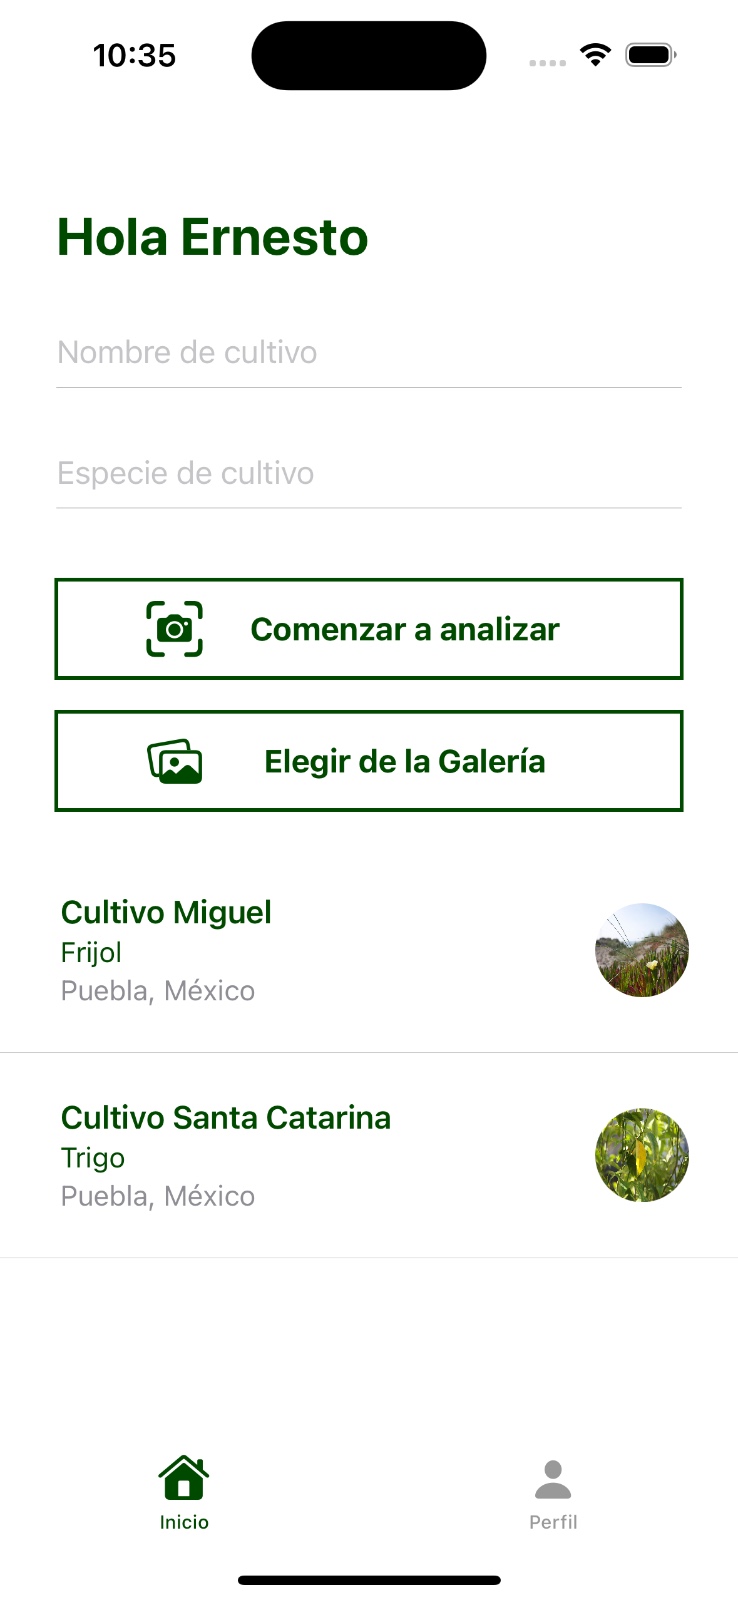 10:35
Hola Ernesto
Nombre de cultivo
Especie de cultivo
Comenzar a analizar
Elegir de la Galería
Cultivo Miguel
Frijol
Puebla, México
Cultivo Santa Catarina
Trigo
Puebla, México
Inicio
Perfil